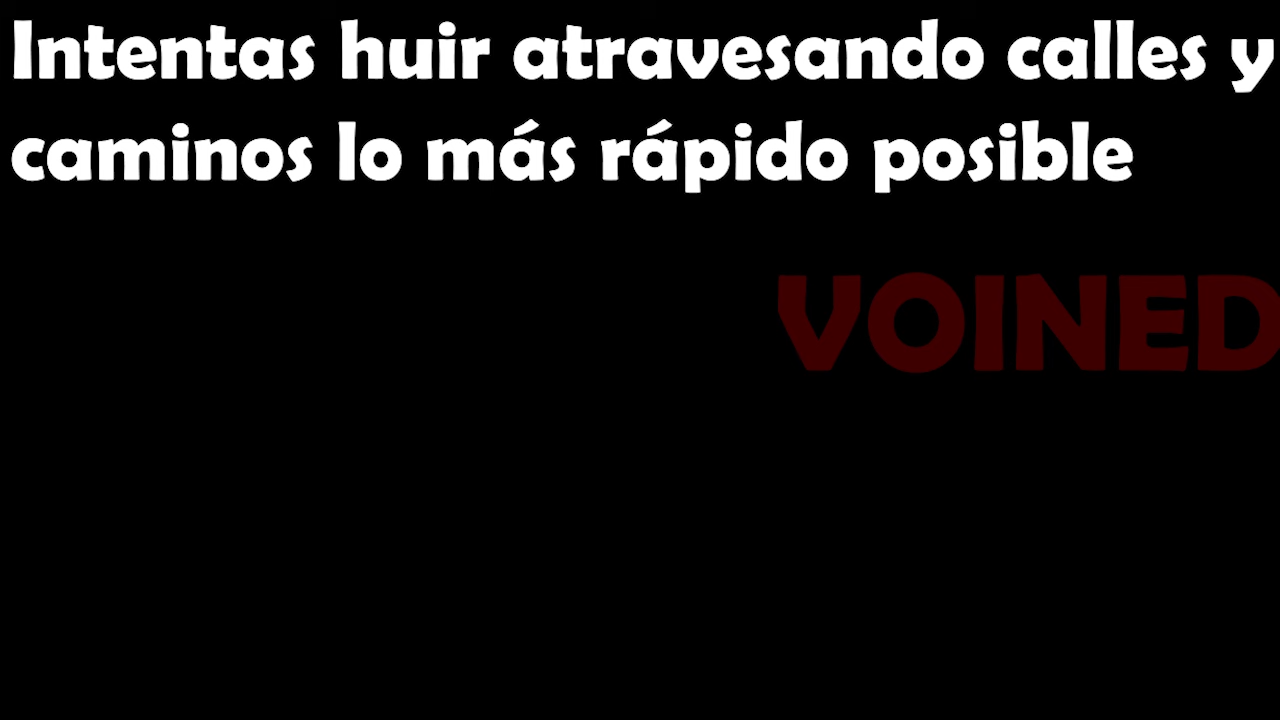 Intentas huir atravesando calles y
caminos lo más rápido posible
VOINED